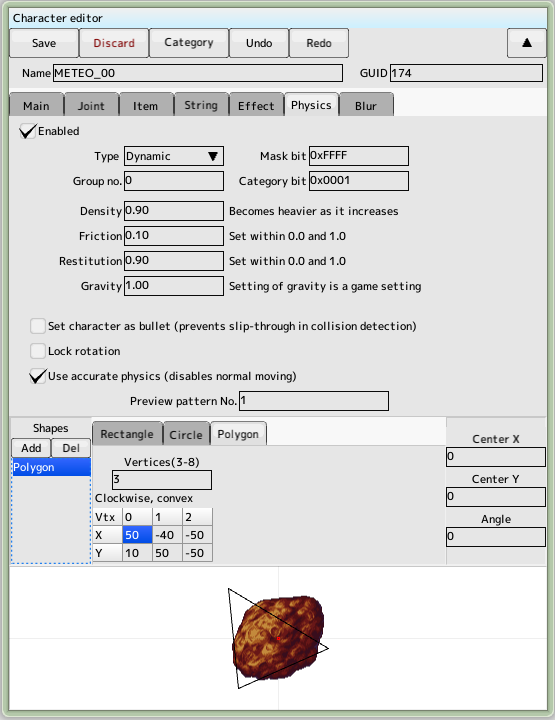 Character editor
Save Discard Category Undo Redo ▲
Name METEO_00 GUID 174
Main Joint Item String Effect Physics Blur
Enabled
Type Dynamic ▼ Mask bit 0xFFFF
Group no. 0 Category bit 0x0001
Density 0.90 Becomes heavier as it increases
Friction 0.10 Set within 0.0 and 1.0
Restitution 0.90 Set within 0.0 and 1.0
Gravity 1.00 Setting of gravity is a game setting
Set character as bullet (prevents slip-through in collision detection)
Lock rotation
Use accurate physics (disables normal moving)
Preview pattern No. 1
Shapes
Add Del
Polygon
Rectangle Circle Polygon
Vertices(3-8)
3
Clockwise, convex
Vtx 0 1 2
X 50 -40 -50
Y 10 50 -50
Center X
0
Center Y
0
Angle
0